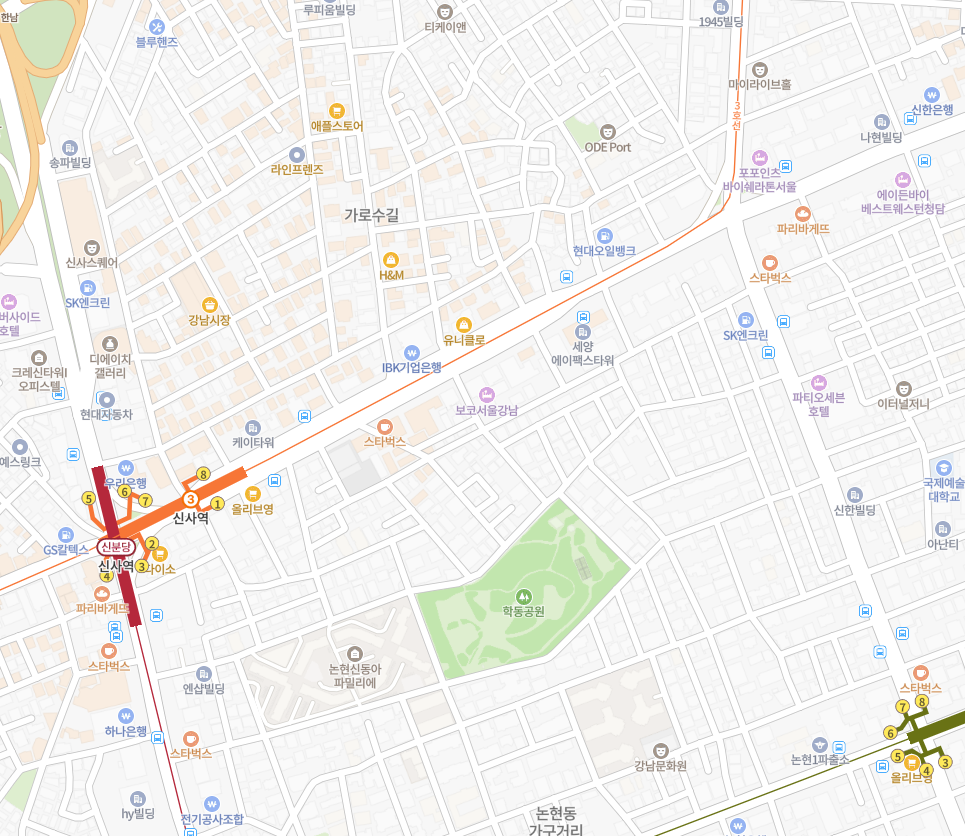 한남
루피움빌딩
티케이앤
1945빌딩
블루핸즈
마이라이브홀
신한은행
3호선
애플스토어
나현빌딩
ODE Port
송파빌딩
라인프렌즈
포포인츠
바이쉐라톤서울
에이든바이
베스트웨스턴청담
가로수길
파리바게뜨
현대오일뱅크
신사스퀘어
H&M
스타벅스
SK엔크린
버사이드
호텔
강남시장
유니클로
SK엔크린
세양
에이팩스타워
디에이치
갤러리
IBK기업은행
크레신타워I
오피스텔
파티오세븐
호텔
이터널저니
현대자동차
보코서울강남
케이타워
스타벅스
예스링크
우리은행
국제예술
대학교
8
5
6
7
3
1
올리브영
신한빌딩
신사역
GS칼텍스
신분당
2
아난티
신사역
3
4
다이소
파리바게뜨
학동공원
스타벅스
논현신동아
파밀리에
엔샵빌딩
스타벅스
8
7
하나은행
6
스타벅스
강남문화원
논현1파출소
5
4
3
올리브영
hy빌딩
전기공사조합
논현동
가구거리